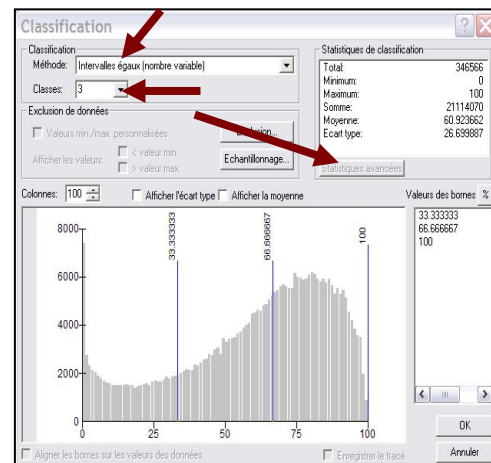 Classification
Classification
Méthode: Intervalles égaux (nombre variable)
Classes: 3
Statistiques de classification
Total: 346566
Minimum: 0
Maximum: 100
Somme: 21114070
Moyenne: 60.923662
Ecart type: 26.699887
Exclusion de données
Valeurs min./max. personnalisées
Afficher les valeurs:
< valeur min.
> valeur max.
Echantillonnage...
Statistiques avancées
Colonnes: 100
Afficher l'écart type
Afficher la moyenne
Valeurs des bornes
%
33.333333
66.666667
100
33.333333
66.666667
100
8000
6000
4000
2000
0
0 25 50 75 100
OK
Annuler
Aligner les bornes sur les valeurs des données
Enregistrer le tracé